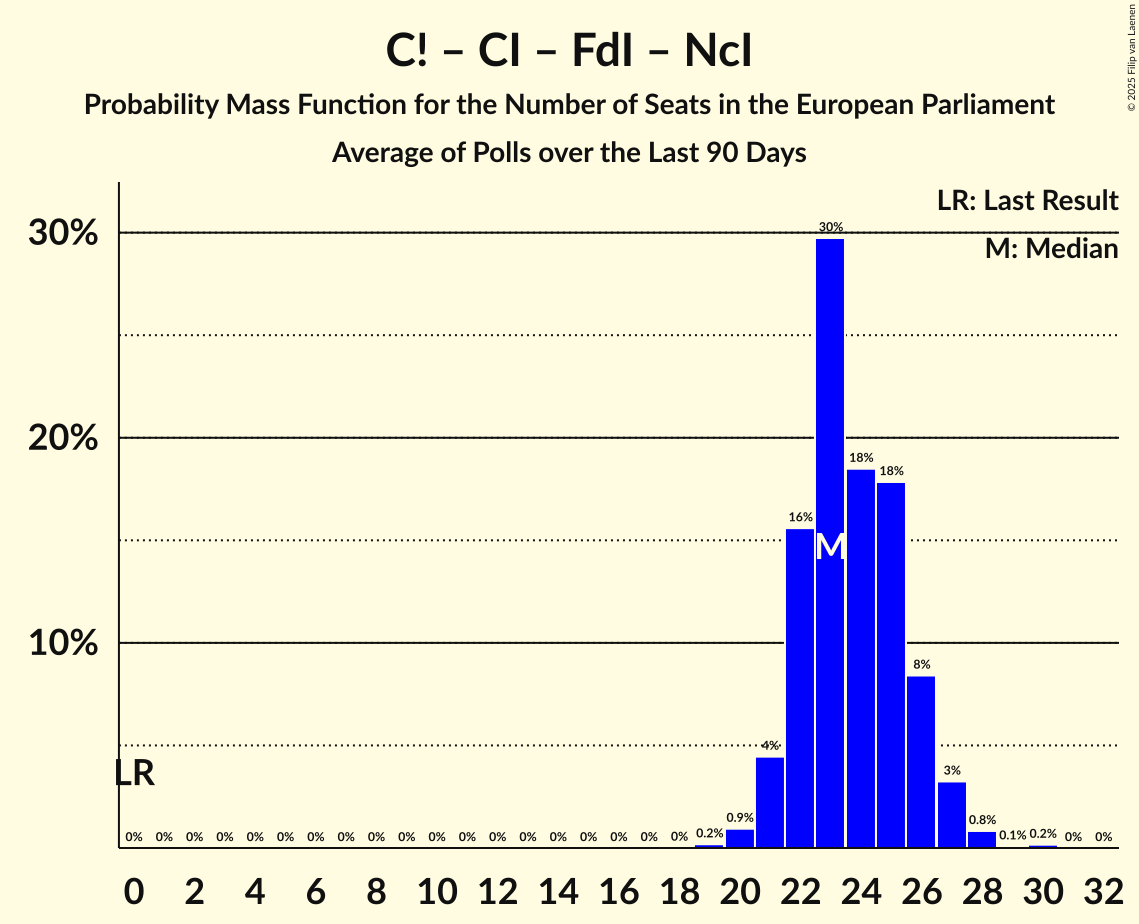 C! – CI – FdI – NcI
Probability Mass Function for the Number of Seats in the European Parliament
Average of Polls over the Last 90 Days
© 2025 Filip van Laenen
LR: Last Result
M: Median
30%
20%
10%
30%
18%
18%
16%
M
8%
4%
3%
LR
0% 0% 0% 0% 0% 0% 0% 0% 0% 0% 0% 0% 0% 0% 0% 0% 0% 0% 0% 0.2% 0.9% 0.8% 0.1% 0.2% 0% 0%
0 2 4 6 8 10 12 14 16 18 20 22 24 26 28 30 32